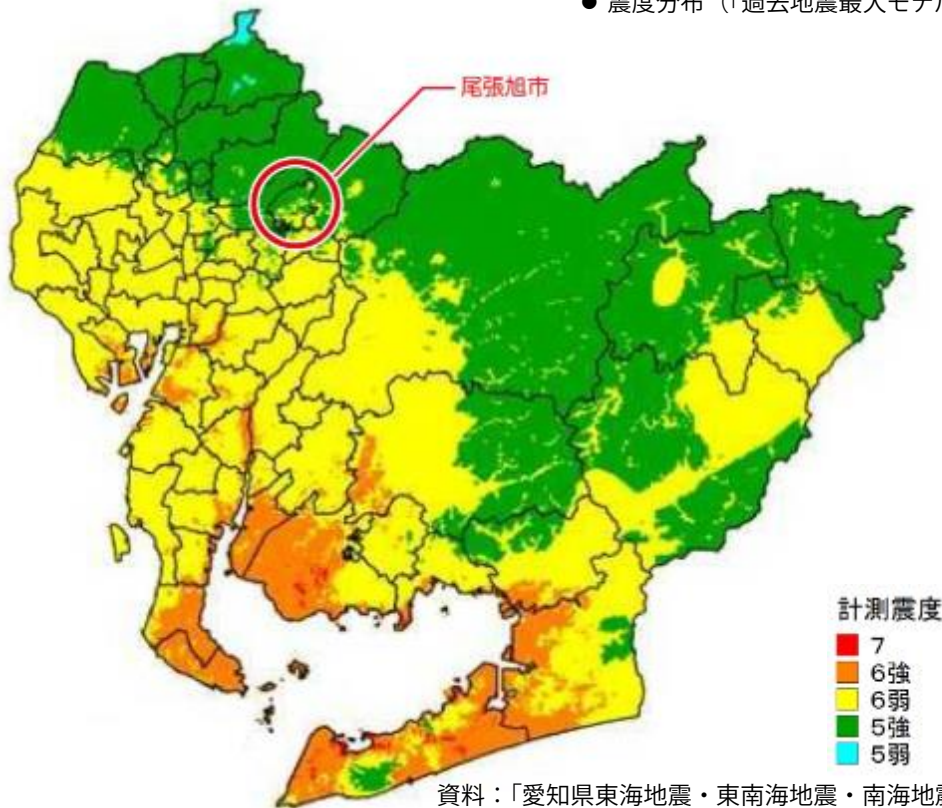 ● 震度分布（「過去地震最大モデル
尾張旭市
計測震度
7
6強
6弱
5強
5弱
資料：「愛知県東海地震・東南海地震・南海地震